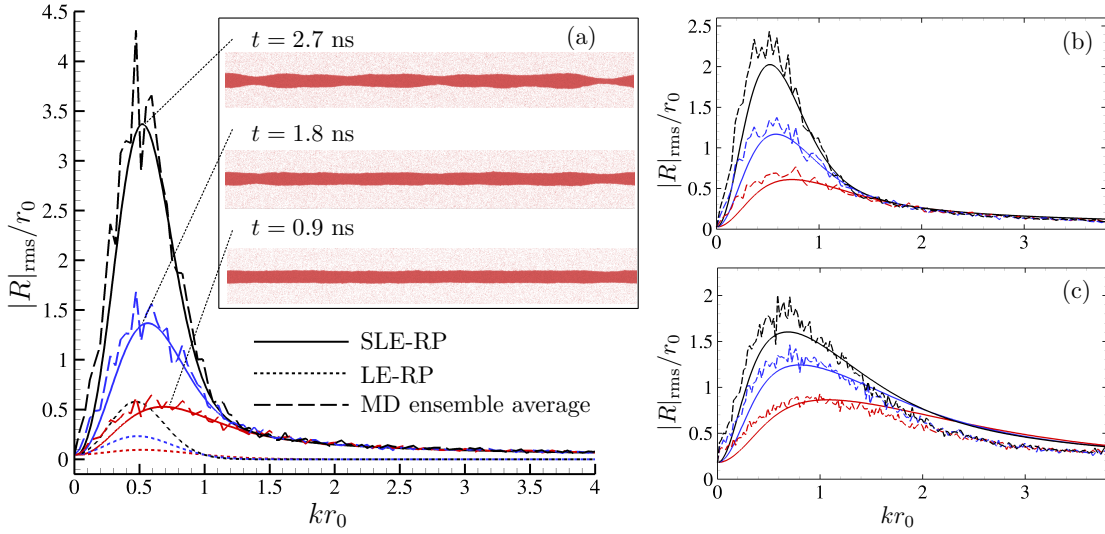 (a)
t = 2.7 ns
t = 1.8 ns
t = 0.9 ns
SLE-RP
LE-RP
MD ensemble average
|R|rms/r0
4.5
4
3.5
3
2.5
2
1.5
1
0.5
0
0 0.5 1 1.5 2 2.5 3 3.5 4
kr0
(b)
|R|rms/r0
2.5
2
1.5
1
0.5
0
0 1 2 3
(c)
|R|rms/r0
2
1.5
1
0.5
0
0 1 2 3
kr0